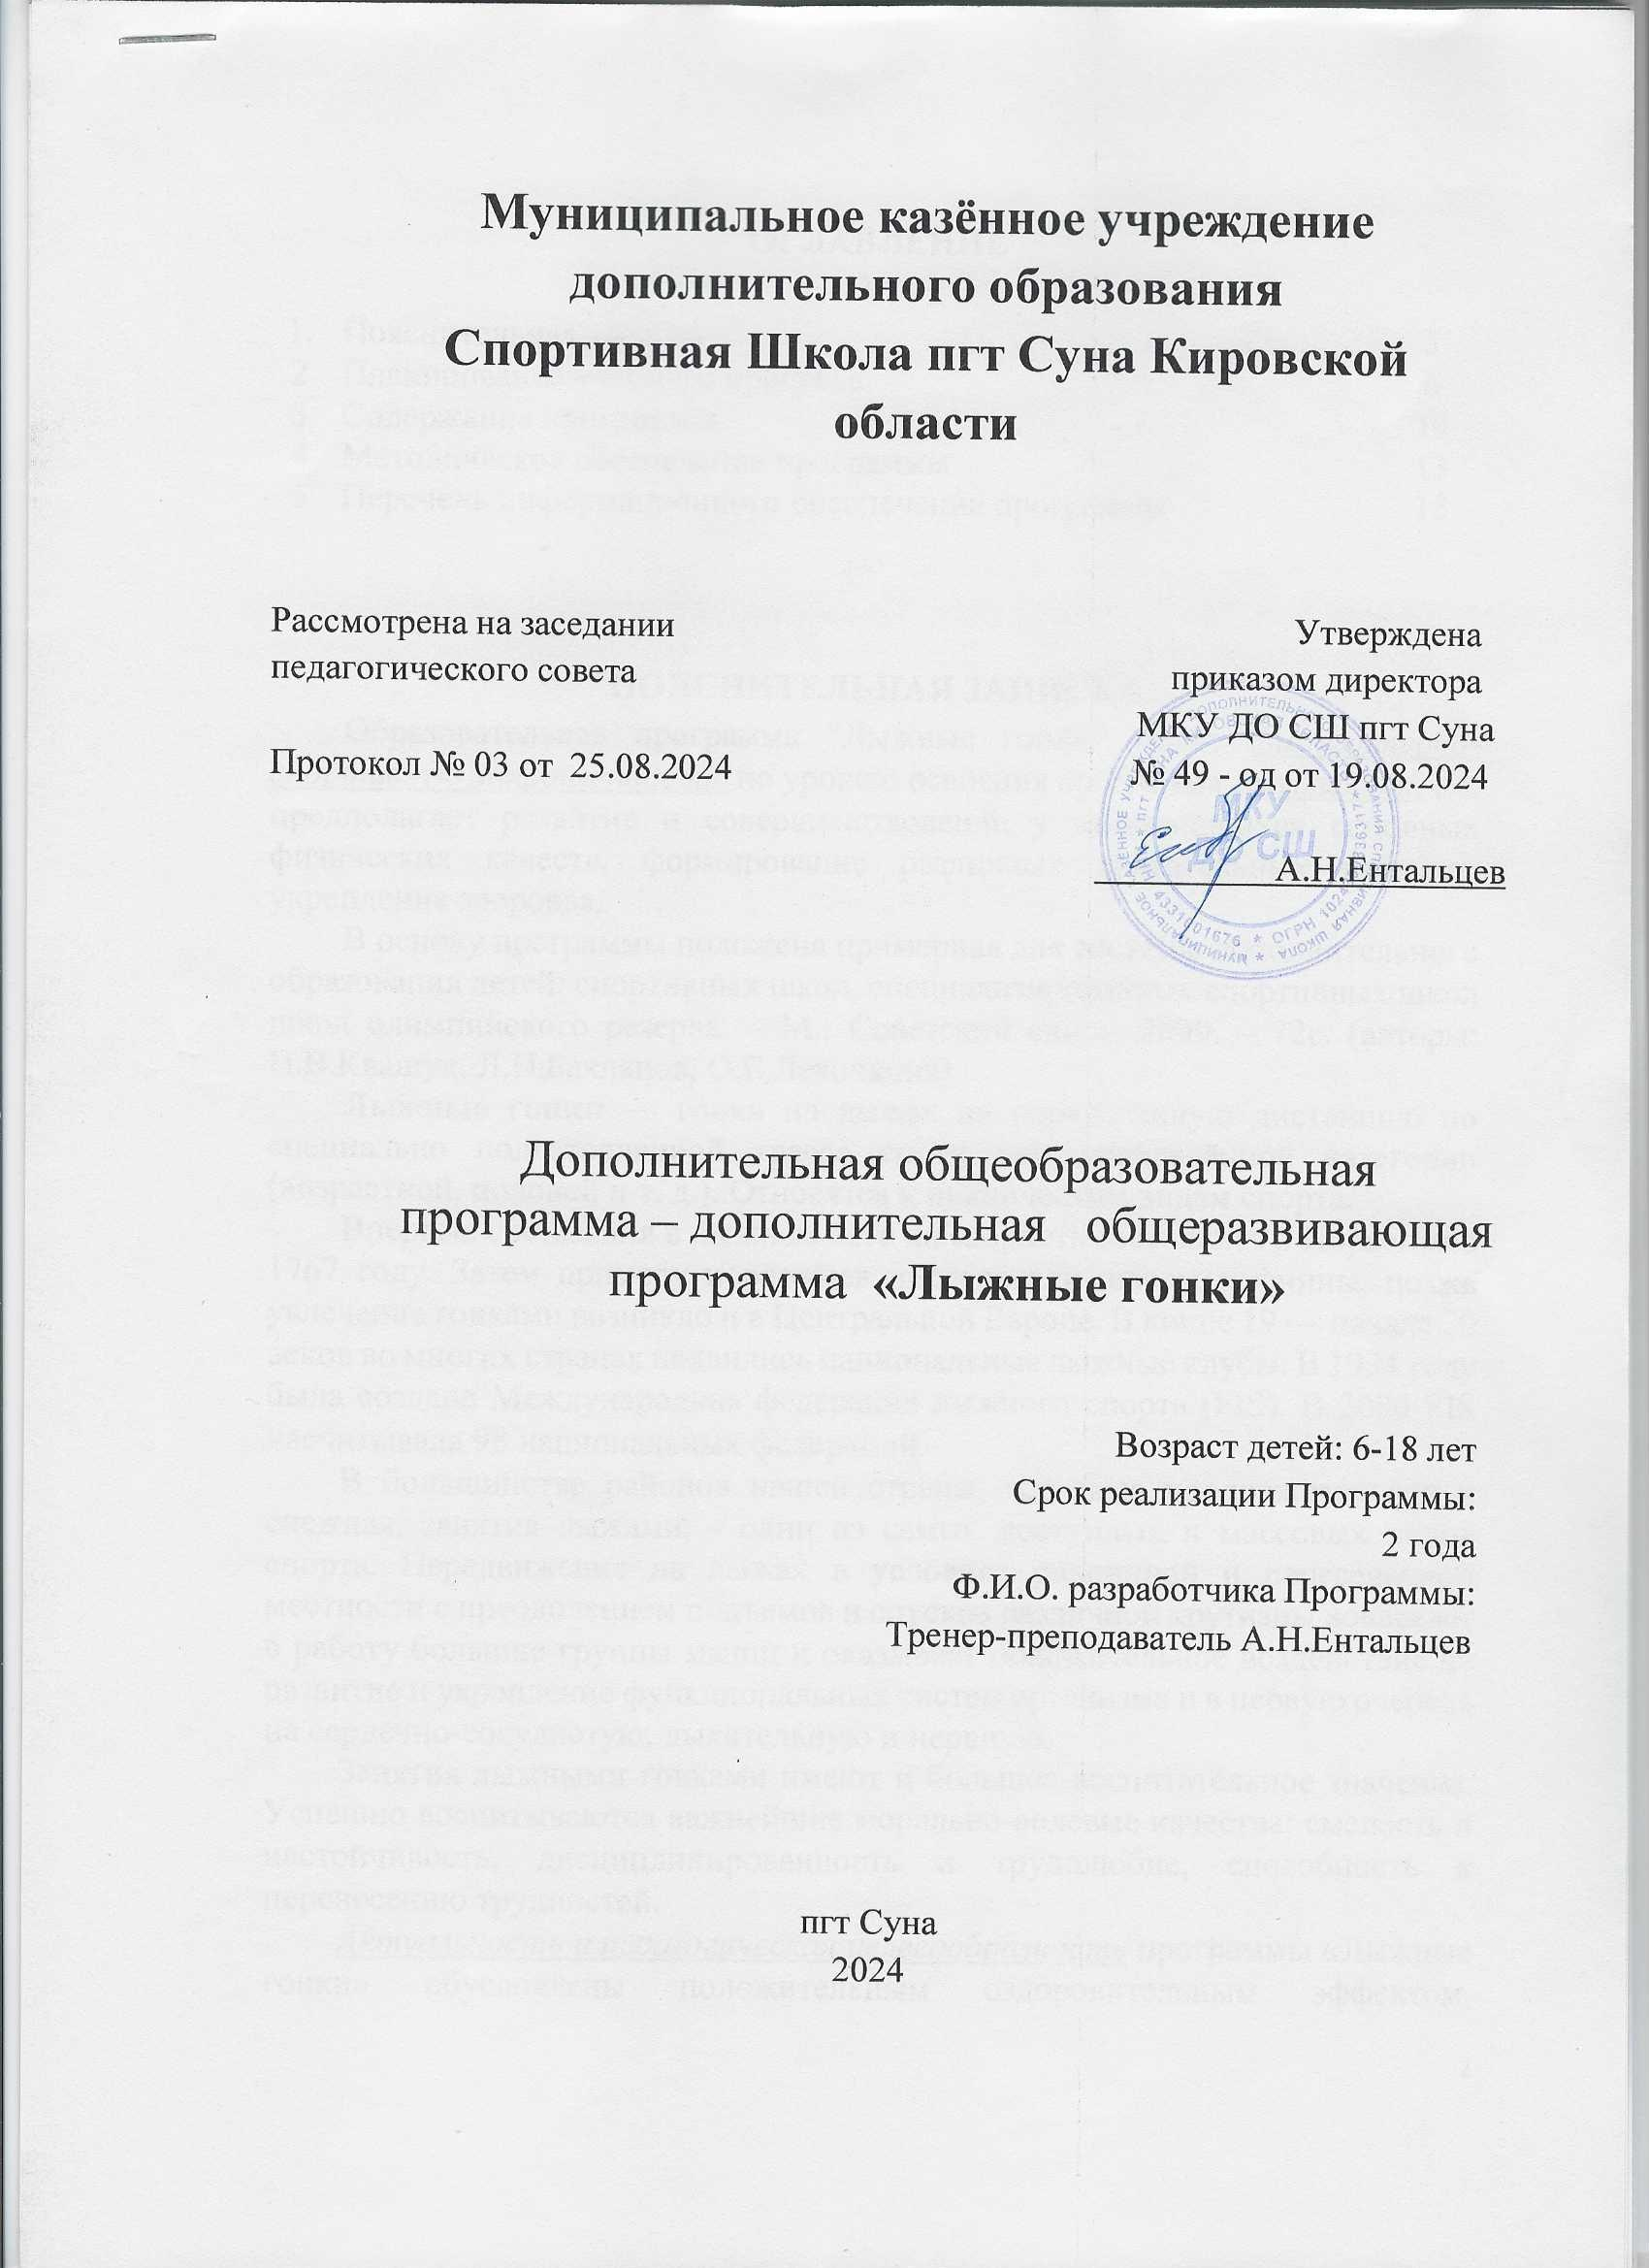 Муниципальное казённое учреждение
дополнительного образования
Спортивная Школа пгт Суна Кировской
области
Рассмотрена на заседании
педагогического совета
Протокол № 03 от 25.08.2024
Утверждена
приказом директора
МКУ ДО СШ пгт Суна
№ 49 - од от 19.08.2024
МКУ
ДО СШ
А.Н.Ентальцев
Дополнительная общеобразовательная
программа – дополнительная общеразвивающая
программа «Лыжные гонки»
Возраст детей: 6-18 лет
Срок реализации Программы:
2 года
Ф.И.О. разработчика Программы:
Тренер-преподаватель А.Н.Ентальцев
пгт Суна
2024